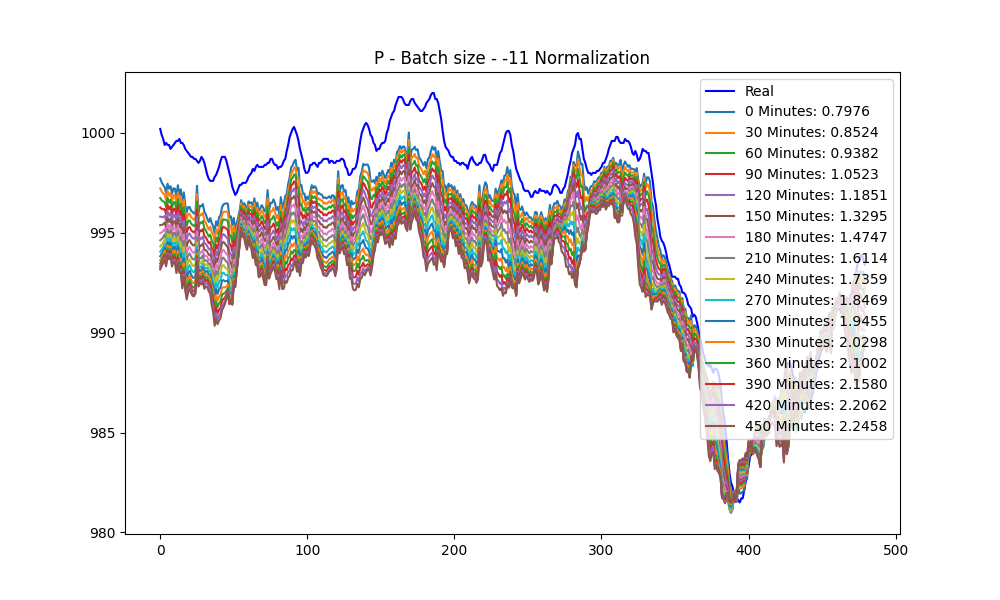 P - Batch size - -11 Normalization
Real
0 Minutes: 0.7976
30 Minutes: 0.8524
60 Minutes: 0.9382
90 Minutes: 1.0523
120 Minutes: 1.1851
150 Minutes: 1.3295
180 Minutes: 1.4747
210 Minutes: 1.6114
240 Minutes: 1.7359
270 Minutes: 1.8469
300 Minutes: 1.9455
330 Minutes: 2.0298
360 Minutes: 2.1002
390 Minutes: 2.1580
420 Minutes: 2.2062
450 Minutes: 2.2458
1000
995
990
985
980
0 100 200 300 400 500